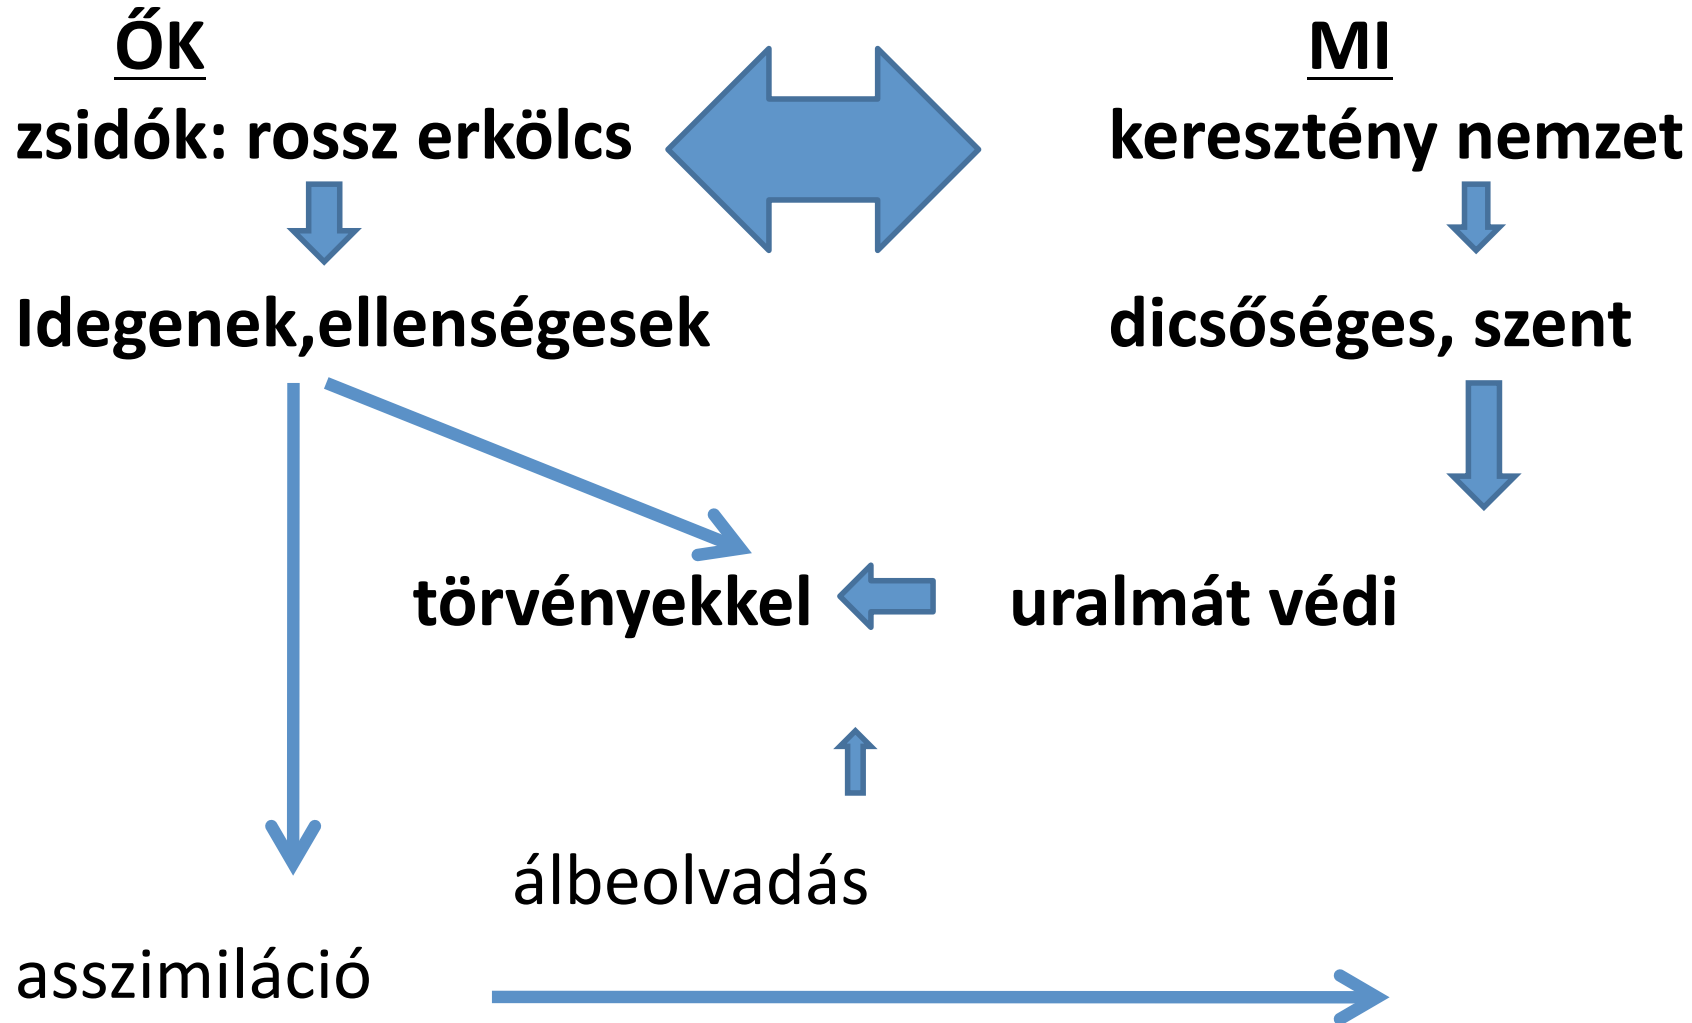 ŐK
MI
zsidók: rossz erkölcs
keresztény nemzet
Idegenek,ellenségesek
dicsőséges, szent
törvényekkel
uralmát védi
álbeolvadás
asszimiláció